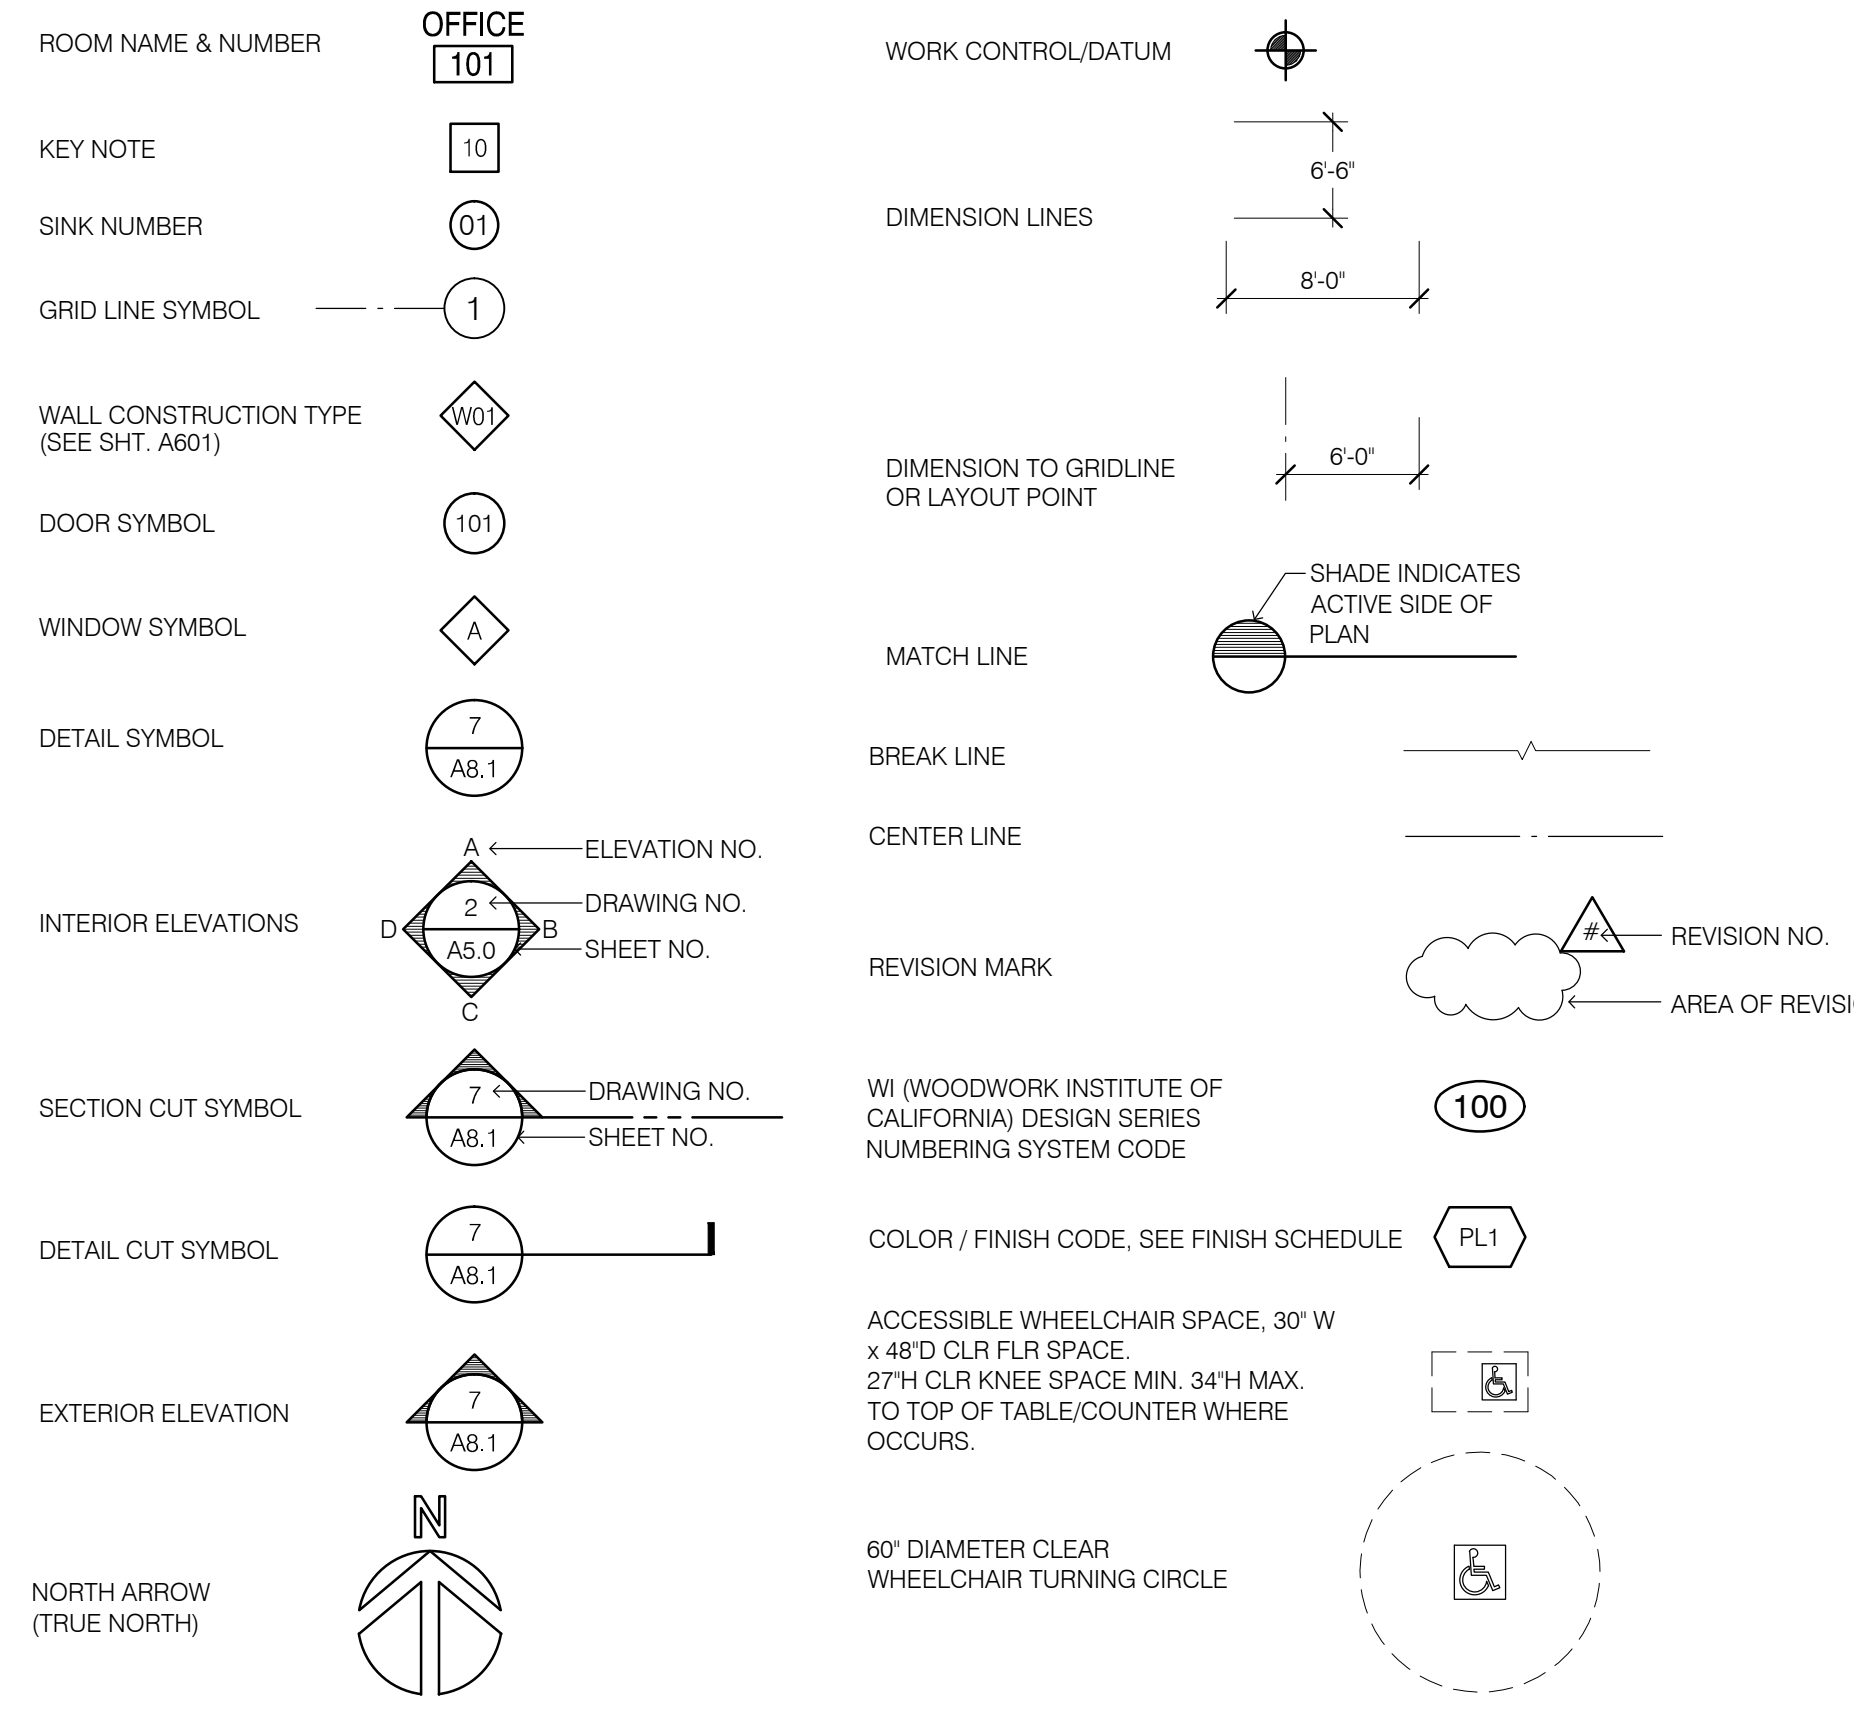 ROOM NAME & NUMBER
OFFICE
101
KEY NOTE
10
SINK NUMBER
01
GRID LINE SYMBOL
1
WALL CONSTRUCTION TYPE
(SEE SHT. A601)
W01
DOOR SYMBOL
101
WINDOW SYMBOL
A
DETAIL SYMBOL
7
A8.1
INTERIOR ELEVATIONS
A
ELEVATION NO.
2
DRAWING NO.
D
B
A5.0
SHEET NO.
C
SECTION CUT SYMBOL
7
DRAWING NO.
A8.1
SHEET NO.
DETAIL CUT SYMBOL
7
A8.1
EXTERIOR ELEVATION
7
A8.1
NORTH ARROW
(TRUE NORTH)
N
WORK CONTROL/DATUM
DIMENSION LINES
6'-6"
8'-0"
DIMENSION TO GRIDLINE
OR LAYOUT POINT
6'-0"
MATCH LINE
SHADE INDICATES
ACTIVE SIDE OF
PLAN
BREAK LINE
CENTER LINE
REVISION MARK
#
REVISION NO.
AREA OF
WI (WOODWORK INSTITUTE OF
CALIFORNIA) DESIGN SERIES
NUMBERING SYSTEM CODE
100
COLOR / FINISH CODE, SEE FINISH SCHEDULE
PL1
ACCESSIBLE WHEELCHAIR SPACE, 30" W
x 48"D CLR FLR SPACE.
27"H CLR KNEE SPACE MIN. 34"H MAX.
TO TOP OF TABLE/COUNTER WHERE
OCCURS.
60" DIAMETER CLEAR
WHEELCHAIR TURNING CIRCLE